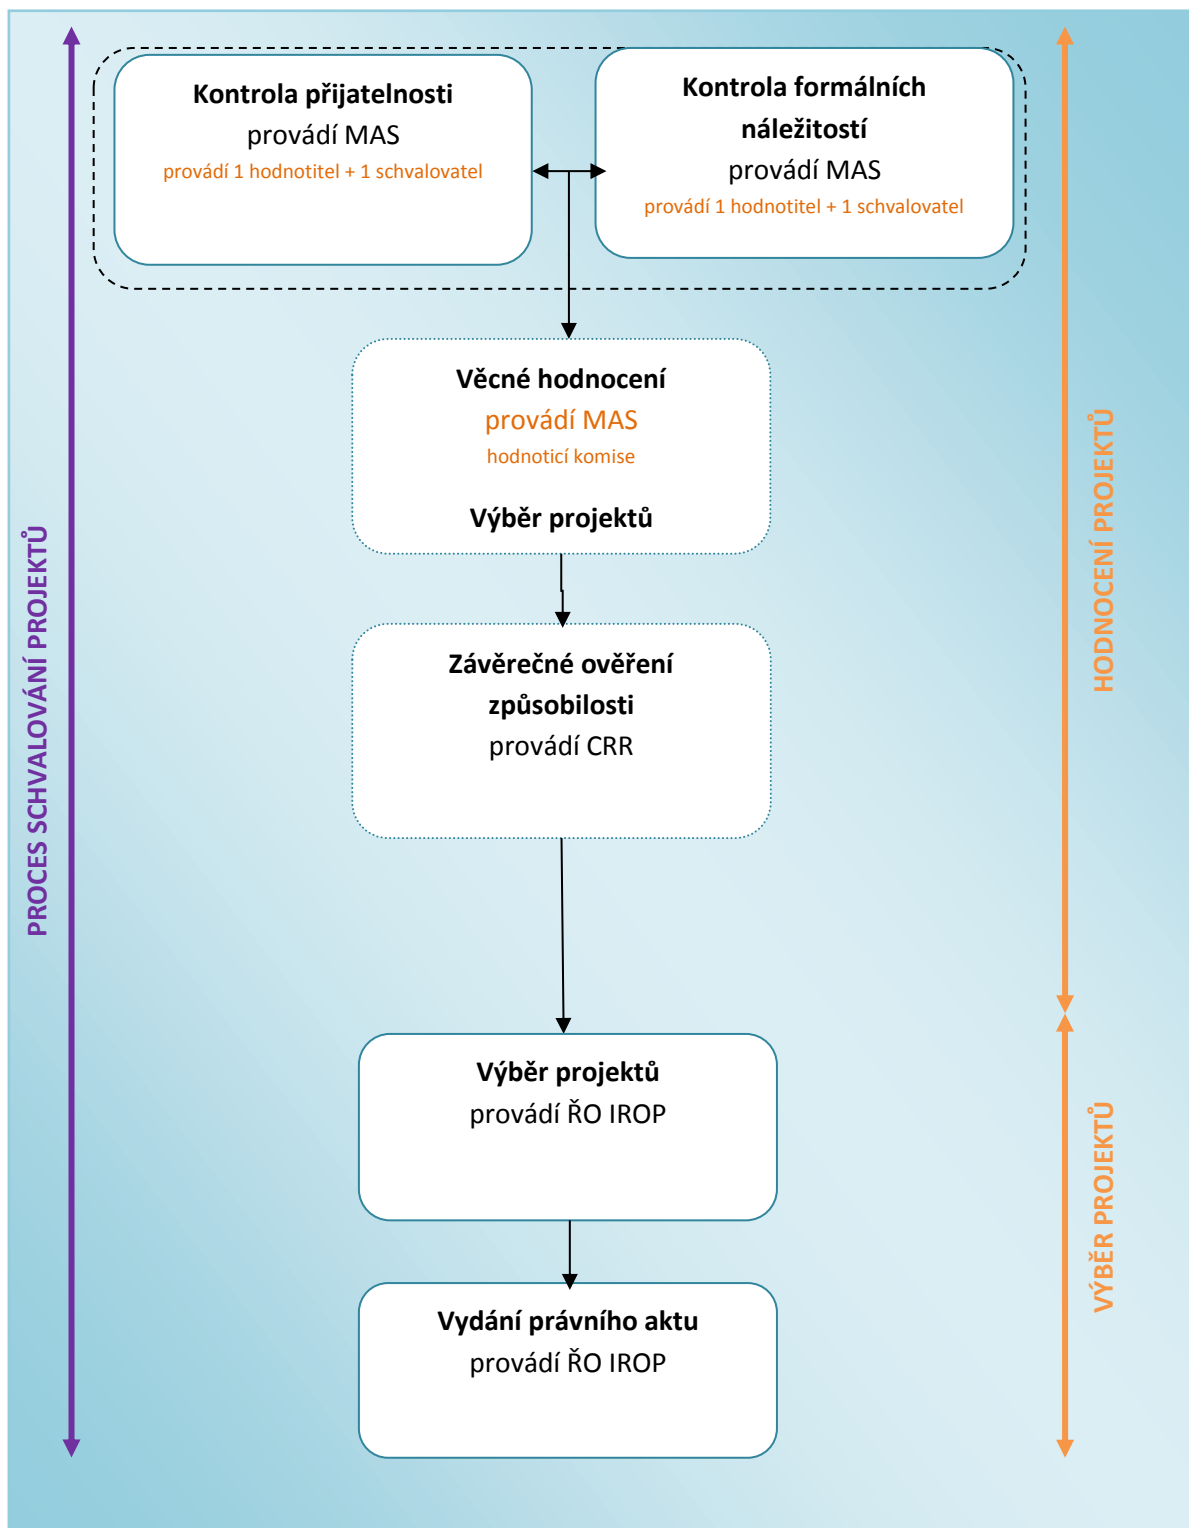 Kontrola přijatelnosti
provádí MAS
provádí 1 hodnotitel + 1 schvalovatel
Kontrola formálních
náležitostí
provádí MAS
provádí 1 hodnotitel + 1 schvalovatel
Věcné hodnocení
provádí MAS
hodnoticí komise
Výběr projektů
Závěrečné ověření
způsobilosti
provádí CRR
Výběr projektů
provádí ŘO IROP
Vydání právního aktu
provádí ŘO IROP
PROCES SCHVALOVÁNÍ PROJEKTŮ
HODNOCENÍ PROJEKTŮ
VÝBĚR PROJEKTŮ